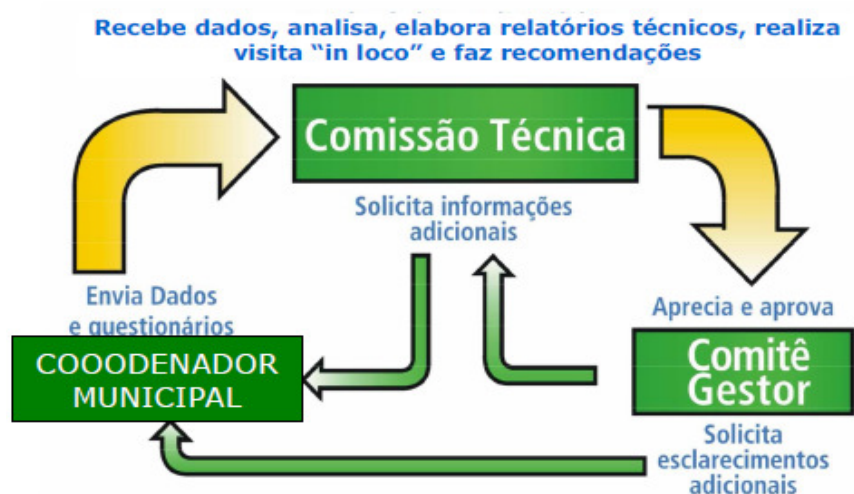 Recebe dados, analisa, elabora relatórios técnicos, realiza
visita “in loco” e faz recomendações
Comissão Técnica
Solicita informações
adicionais
Envia Dados
e questionários
COOODENADOR
MUNICIPAL
Aprecia e aprova
Comitê
Gestor
Solicita
esclarecimentos
adicionais